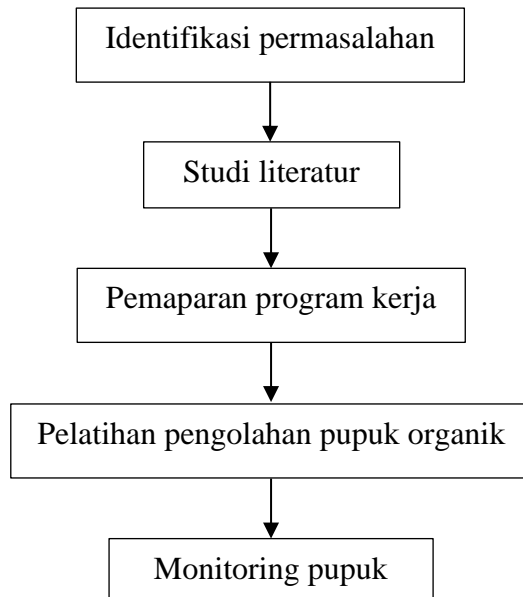 Identifikasi permasalahan
Studi literatur
Pemaparan program kerja
Pelatihan pengolahan pupuk organik
Monitoring pupuk